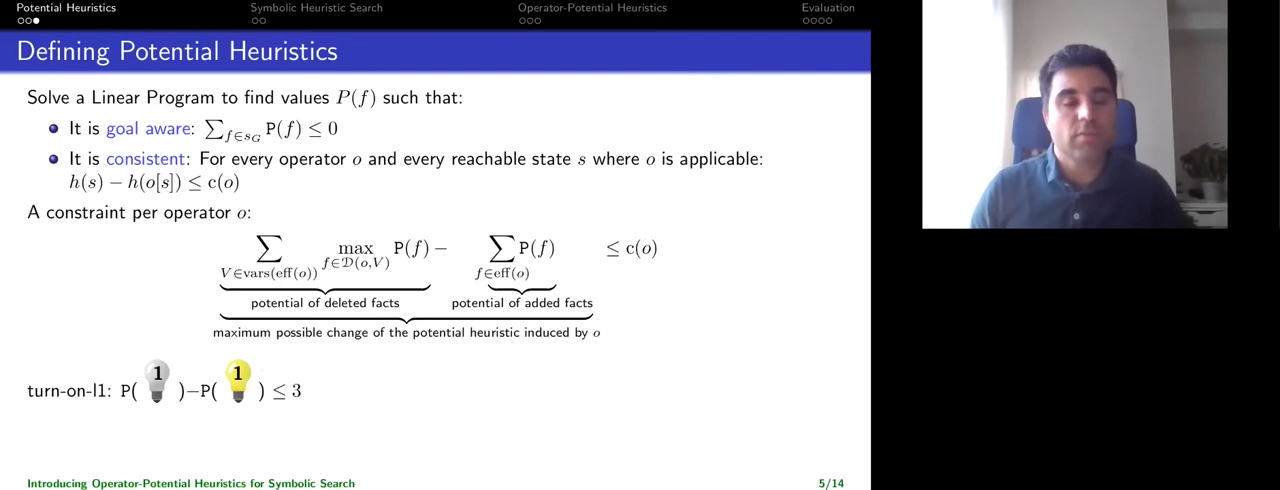 Potential Heuristics Symbolic Heuristic Search Operator-Potential Heuristics Evaluation
Defining Potential Heuristics
Solve a Linear Program to find values P(f) such that:
It is goal aware: ∑_{f∈s_G} P(f) ≤ 0
It is consistent: For every operator o and every reachable state s where o is applicable:
h(s) − h(o[s]) ≤ c(o)
A constraint per operator o:
∑_{V∈vars(eff(o))} max_{f∈𝒟(o,V)} P(f) − ∑_{f∈eff(o)} P(f) ≤ c(o)
potential of deleted facts potential of added facts
maximum possible change of the potential heuristic induced by o
turn-on-l1: P( 1 )−P( 1 ) ≤ 3
Introducing Operator-Potential Heuristics for Symbolic Search 5/14